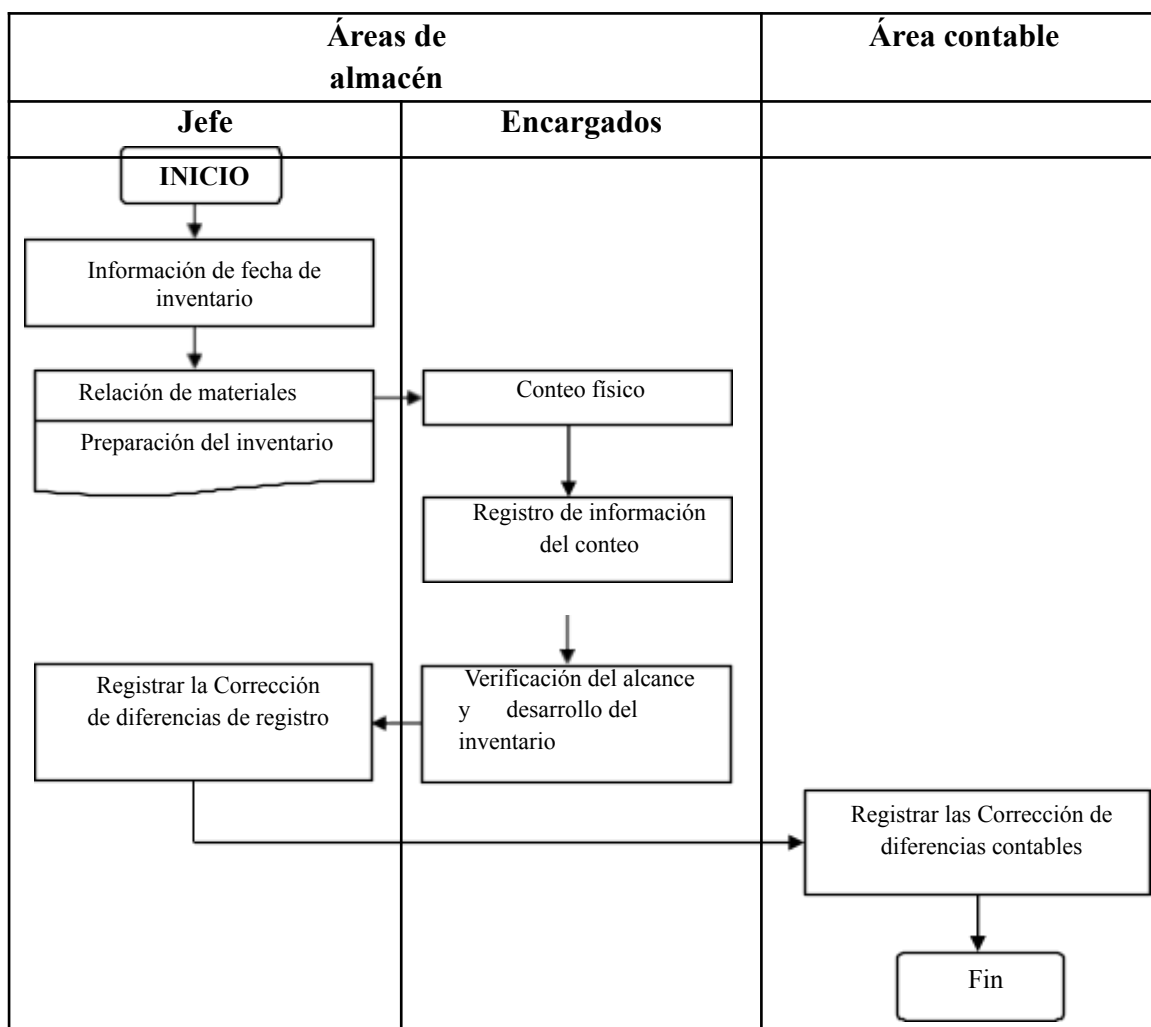 Áreas de
almacén
Área contable
Jefe
Encargados
INICIO
Información de fecha de
inventario
Relación de materiales
Preparación del inventario
Conteo físico
Registro de información
del conteo
Verificación del alcance
y desarrollo del
inventario
Registrar la Corrección
de diferencias de registro
Registrar las Corrección de
diferencias contables
Fin